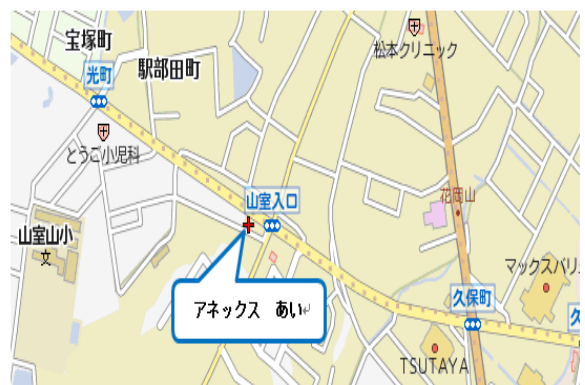 宝塚町
松本クリニック
駅部田町
光町
とうご小児科
花岡山
山室入口
山室山小
文
マックスバリュ
アネックス　あい
久保町
久
TSUTAYA